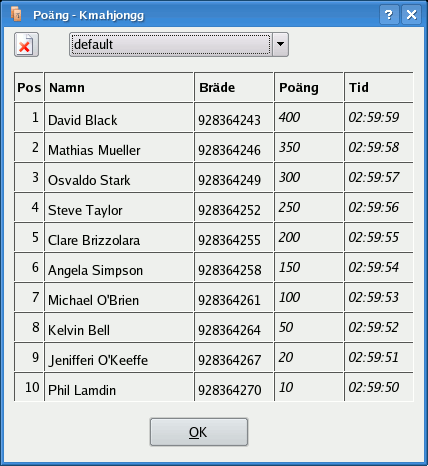 Poäng - Kmahjongg
default
Pos Namn Bräde Poäng Tid
1 David Black 928364243 400 02:59:59
2 Mathias Mueller 928364246 350 02:59:58
3 Osvaldo Stark 928364249 300 02:59:57
4 Steve Taylor 928364252 250 02:59:56
5 Clare Brizzolara 928364255 200 02:59:55
6 Angela Simpson 928364258 150 02:59:54
7 Michael O'Brien 928364261 100 02:59:53
8 Kelvin Bell 928364264 50 02:59:52
9 Jenifferi O'Keeffe 928364267 20 02:59:51
10 Phil Lamdin 928364270 10 02:59:50
OK